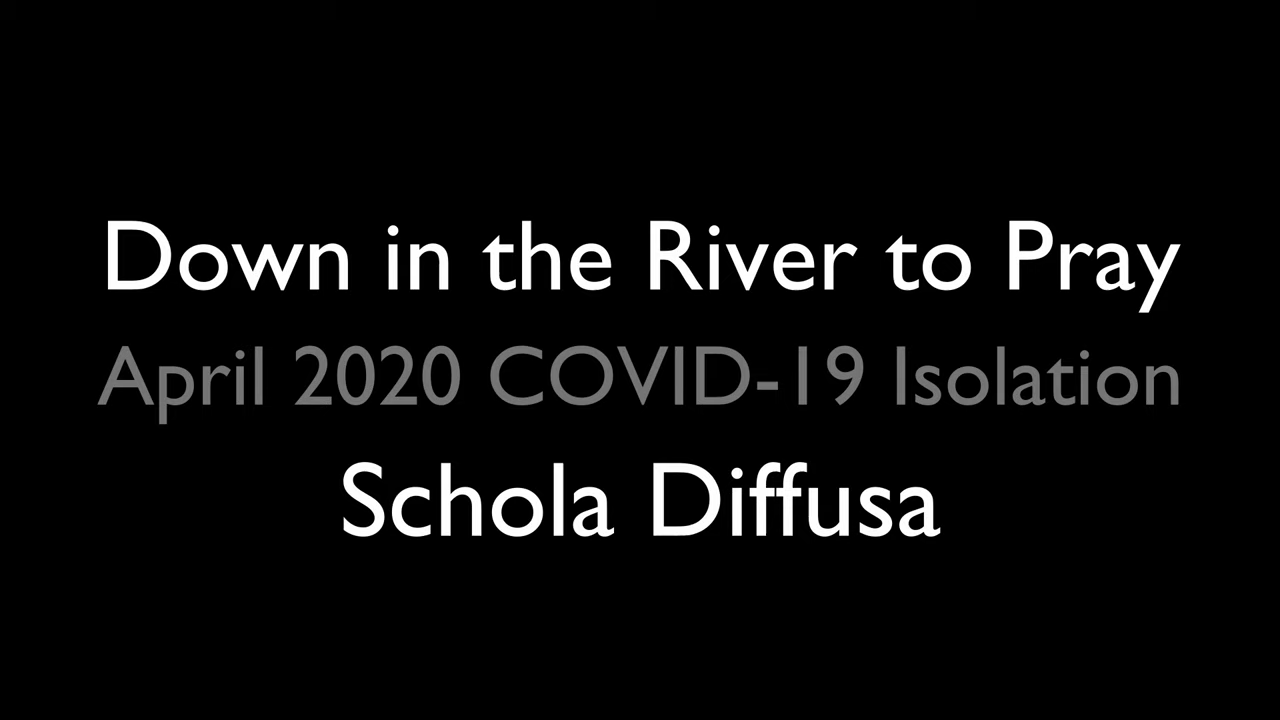 Down in the River to Pray
April 2020 COVID-19 Isolation
Schola Diffusa